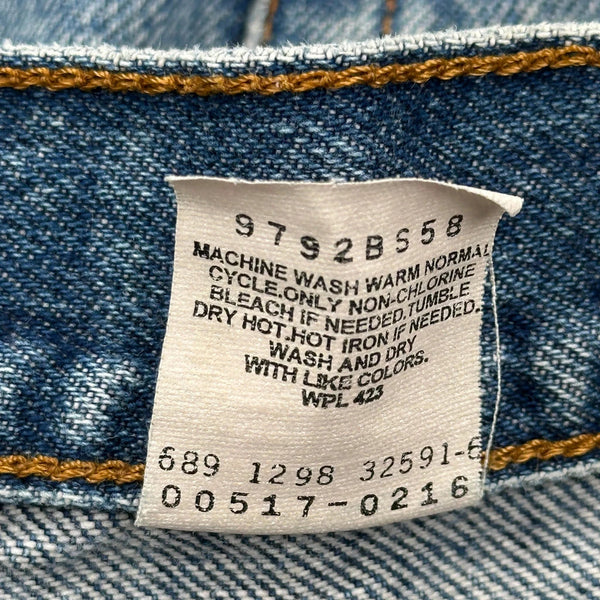 9792BS58
MACHINE WASH WARM NORMAL
CYCLE.ONLY NON-CHLORINE
BLEACH IF NEEDED.TUMBLE
DRY HOT.HOT IRON IF NEEDED.
WASH AND DRY
WITH LIKE COLORS.
WPL 423
689 1298 32591-6
00517-0216